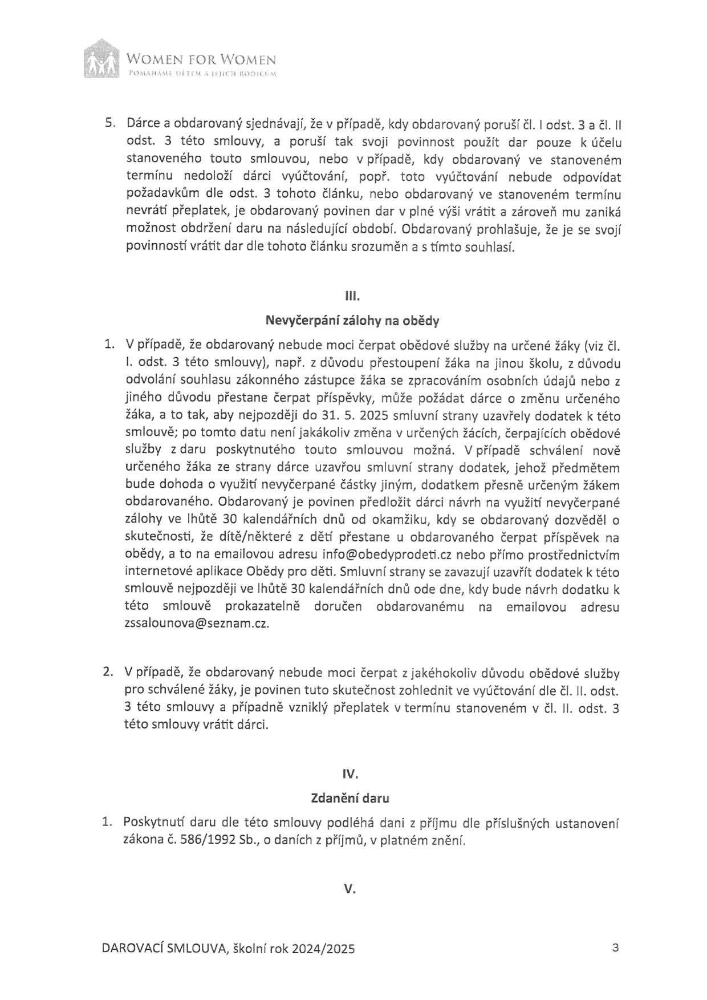 WOMEN FOR WOMEN
POMÁHÁME DĚTEM A JEJICH RODIČŮM
5. Dárce a obdarovaný sjednávají, že v případě, kdy obdarovaný poruší čl. I odst. 3 a čl. II
odst. 3 této smlouvy, a poruší tak svoji povinnost použít dar pouze k účelu
stanoveného touto smlouvou, nebo v případě, kdy obdarovaný ve stanoveném
termínu nedoloží dárci vyúčtování, popř. toto vyúčtování nebude odpovídat
požadavkům dle odst. 3 tohoto článku, nebo obdarovaný ve stanoveném termínu
nevrátí přeplatek, je obdarovaný povinen dar v plné výši vrátit a zároveň mu zaniká
možnost obdržení daru na následující období. Obdarovaný prohlašuje, že je se svojí
povinností vrátit dar dle tohoto článku srozuměn a s tímto souhlasí.
III.
Nevyčerpání zálohy na obědy
1. V případě, že obdarovaný nebude moci čerpat obědové služby na určené žáky (viz čl.
I. odst. 3 této smlouvy), např. z důvodu přestoupení žáka na jinou školu, z důvodu
odvolání souhlasu zákonného zástupce žáka se zpracováním osobních údajů nebo z
jiného důvodu přestane čerpat příspěvky, může požádat dárce o změnu určeného
žáka, a to tak, aby nejpozději do 31. 5. 2025 smluvní strany uzavřely dodatek k této
smlouvě; po tomto datu není jakákoliv změna v určených žácích, čerpajících obědové
služby z daru poskytnutého touto smlouvou možná. V případě schválení nově
určeného žáka ze strany dárce uzavřou smluvní strany dodatek, jehož předmětem
bude dohoda o využití nevyčerpané částky jiným, dodatkem přesně určeným žákem
obdarovaného. Obdarovaný je povinen předložit dárci návrh na využití nevyčerpané
zálohy ve lhůtě 30 kalendářních dnů od okamžiku, kdy se obdarovaný dozvěděl o
skutečnosti, že dítě/některé z dětí přestane u obdarovaného čerpat příspěvek na
obědy, a to na emailovou adresu info@obedyprodeti.cz nebo přímo prostřednictvím
internetové aplikace Obědy pro děti. Smluvní strany se zavazují uzavřít dodatek k této
smlouvě nejpozději ve lhůtě 30 kalendářních dnů ode dne, kdy bude návrh dodatku k
této smlouvě prokazatelně doručen obdarovanému na emailovou adresu
zssalounova@seznam.cz.
2. V případě, že obdarovaný nebude moci čerpat z jakéhokoliv důvodu obědové služby
pro schválené žáky, je povinen tuto skutečnost zohlednit ve vyúčtování dle čl. II. odst.
3 této smlouvy a případně vzniklý přeplatek v termínu stanoveném v čl. II. odst. 3
této smlouvy vrátit dárci.
IV.
Zdanění daru
1. Poskytnutí daru dle této smlouvy podléhá dani z příjmu dle příslušných ustanovení
zákona č. 586/1992 Sb., o daních z příjmů, v platném znění.
V.
DAROVACÍ SMLOUVA, školní rok 2024/2025 3